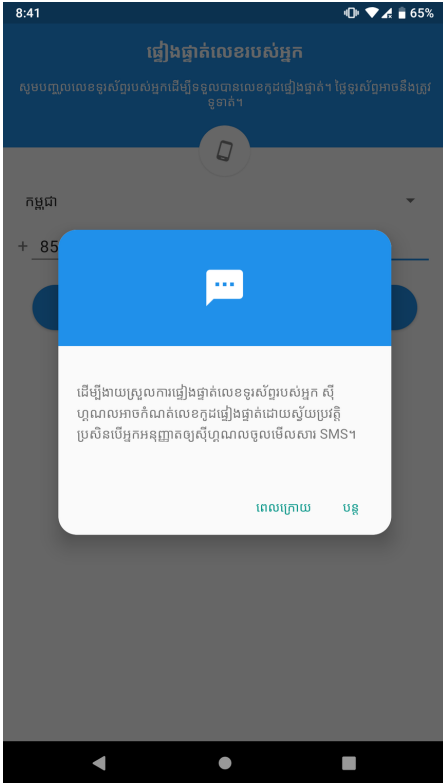 8:41
65%
ផ្ទៀងផ្ទាត់លេខរបស់អ្នក
សូមបញ្ចូលលេខទូរស័ព្ទរបស់អ្នកដើម្បីទទួលបានលេខកូដផ្ទៀងផ្ទាត់។ ថ្លៃទូរស័ព្ទអាចនឹងត្រូវ
ទូទាត់។
កម្ពុជា
+ 85
ដើម្បីងាយស្រួលការផ្ទៀងផ្ទាត់លេខទូរស័ព្ទរបស់អ្នក ស៊ី
ហ្គណលអាចកំណត់លេខកូដផ្ទៀងផ្ទាត់ដោយស្វ័យប្រវត្តិ
ប្រសិនបើអ្នកអនុញ្ញាតឲ្យស៊ីហ្គណលចូលមើលសារ SMS។
ពេលក្រោយ
បន្ត